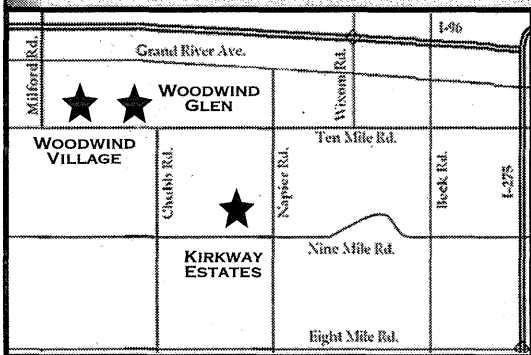 I-96
Grand River Ave.
Milford Rd.
Wixom Rd.
WOODWIND
GLEN
WOODWIND
VILLAGE
Ten Mile Rd.
Chubb Rd.
Napier Rd.
Beck Rd.
I-275
KIRKWAY
ESTATES
Nine Mile Rd.
Eight Mile Rd.